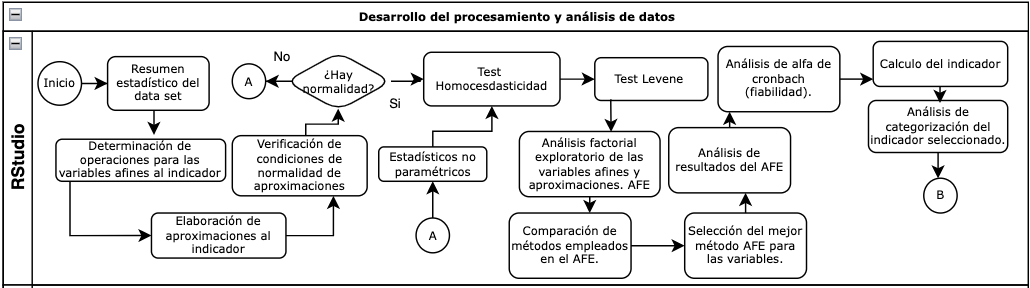 Desarrollo del procesamiento y análisis de datos
RStudio
Inicio
Resumen
estadístico del
data set
Determinación de
operaciones para las
variables afines al indicador
Elaboración de
aproximaciones al
indicador
Verificación de
condiciones de
normalidad de
aproximaciones
¿Hay
normalidad?
No
A
Si
Test
Homocesdasticidad
Estadísticos no
paramétricos
A
Test Levene
Análisis factorial
exploratorio de las
variables afines y
aproximaciones. AFE
Comparación de
métodos empleados
en el AFE.
Selección del mejor
método AFE para
las variables.
Análisis de
resultados del AFE
Análisis de alfa de
cronbach
(fiabilidad).
Calculo del indicador
Análisis de
categorización del
indicador seleccionado.
B